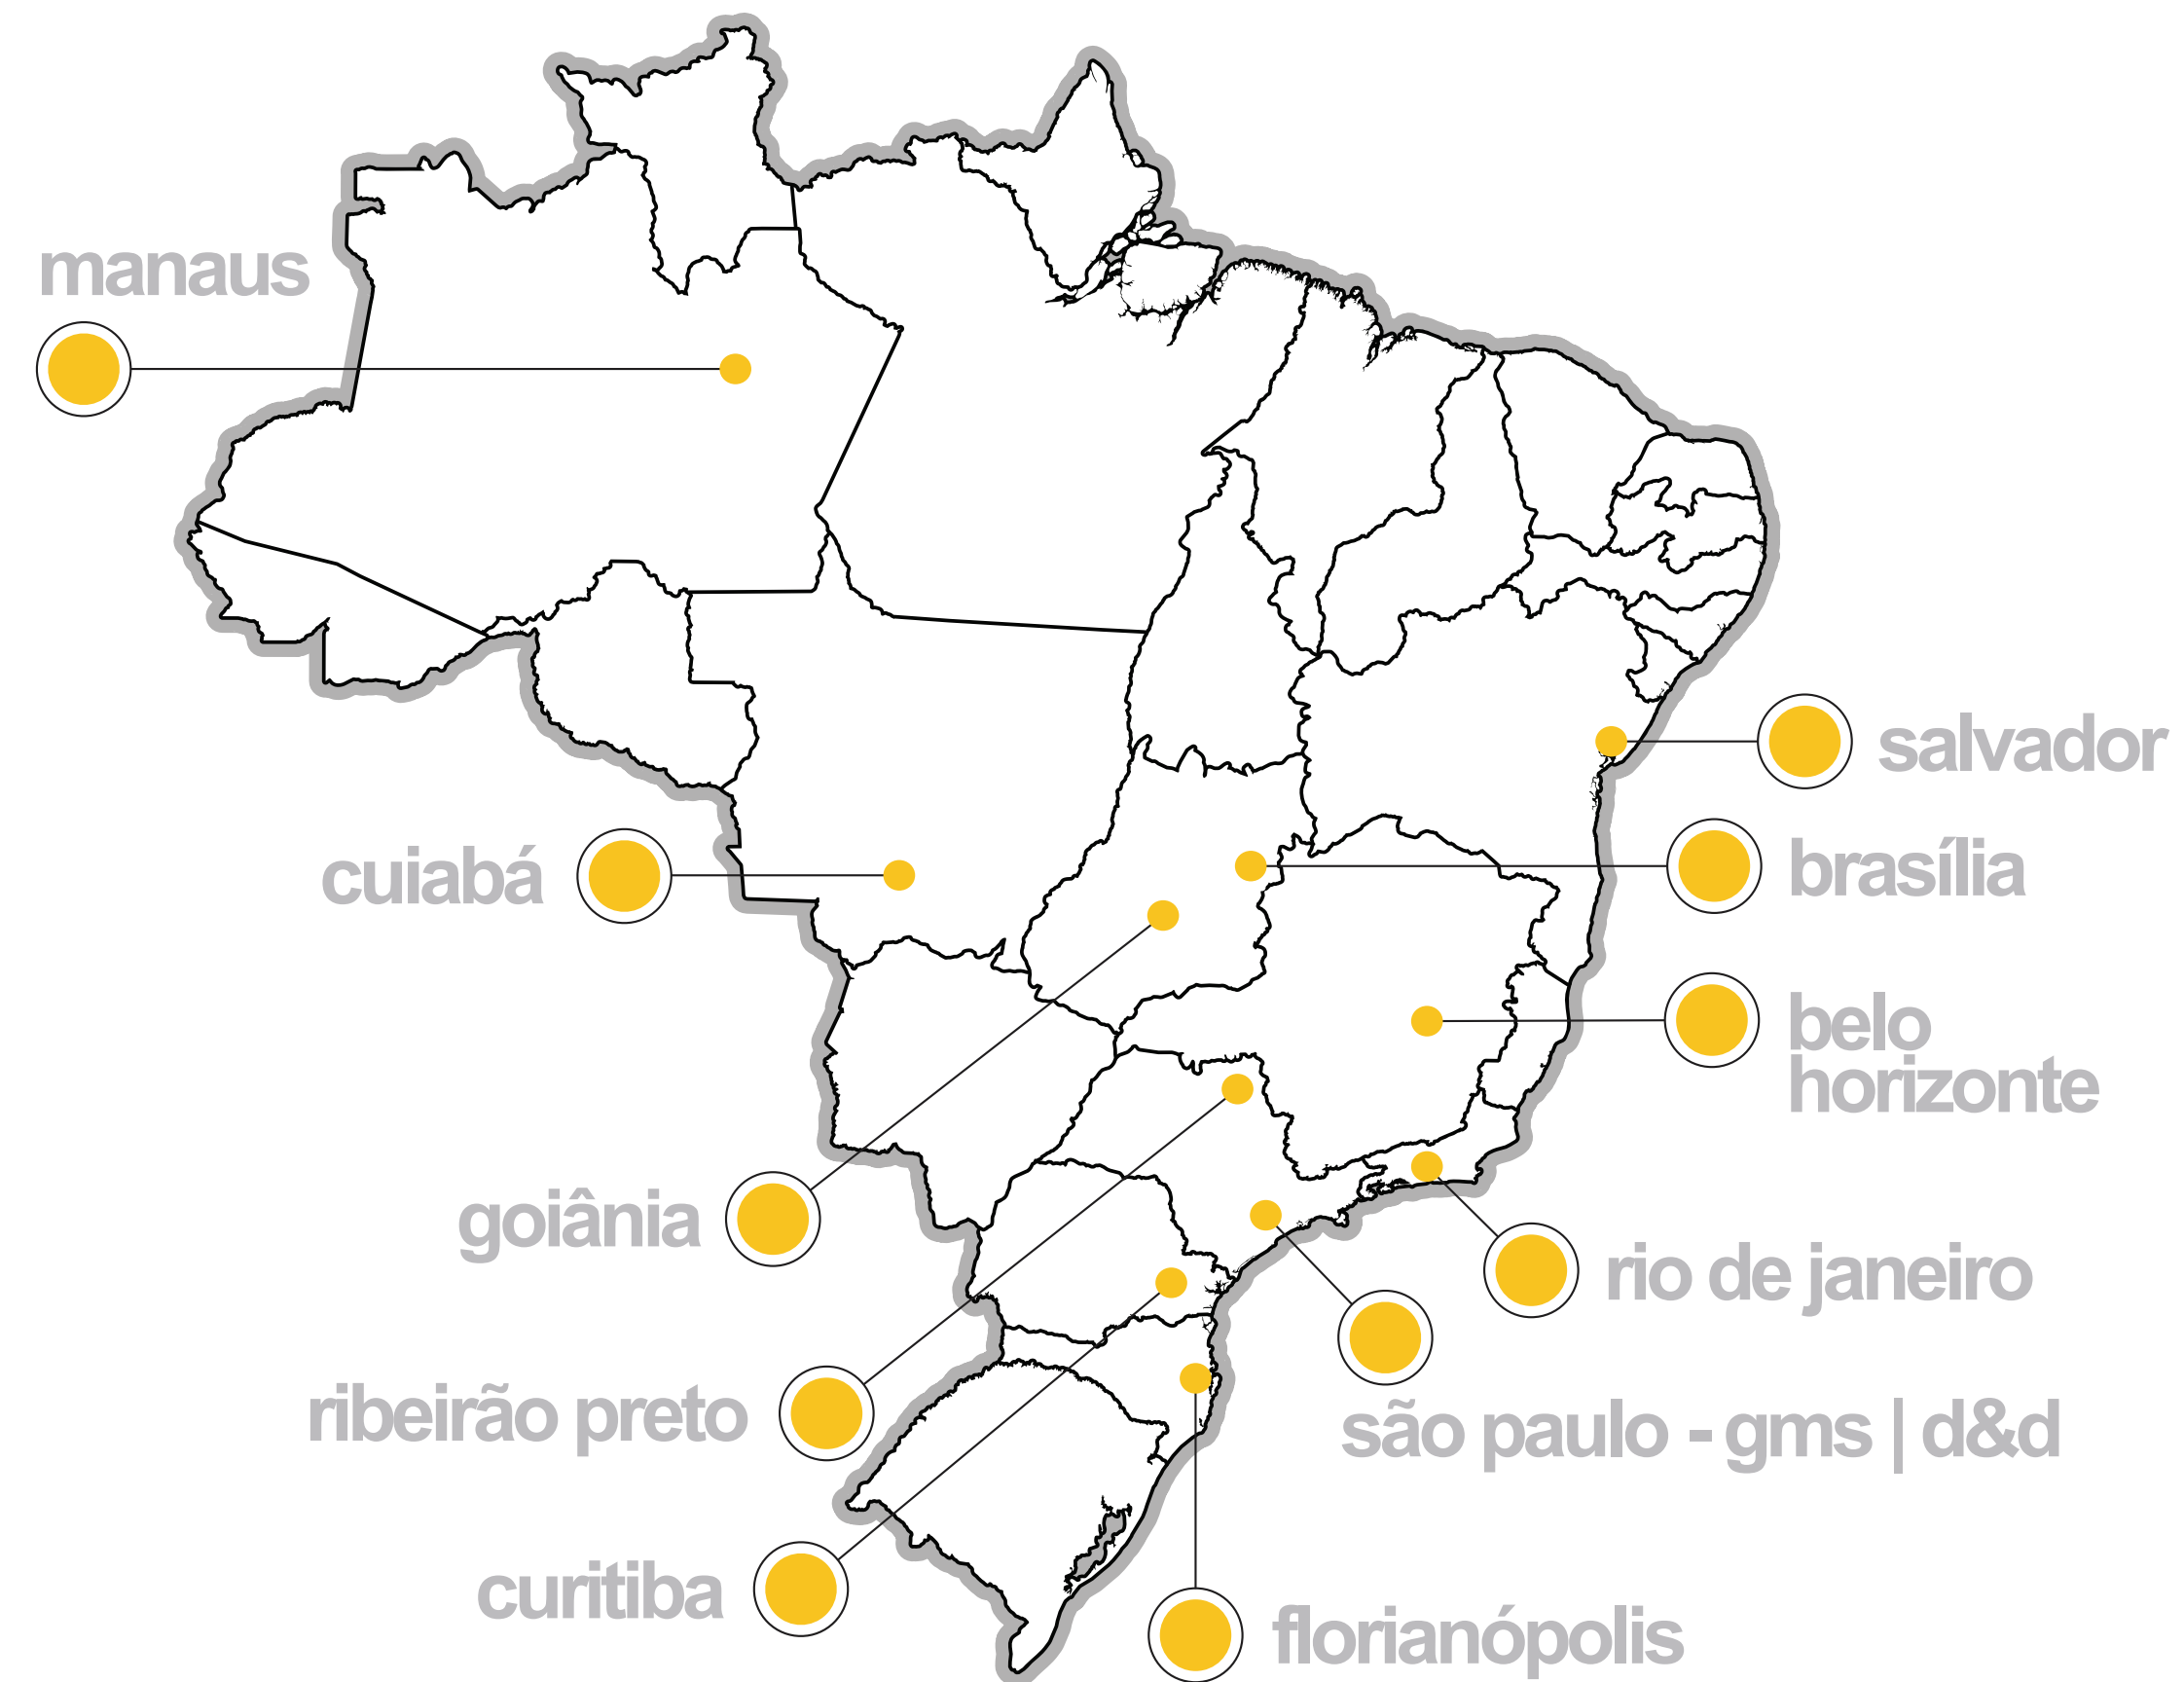 manaus
salvador
brasília
cuiabá
belo
horizonte
goiânia
rio de janeiro
ribeirão preto
são paulo - gms | d&d
curitiba
florianópolis